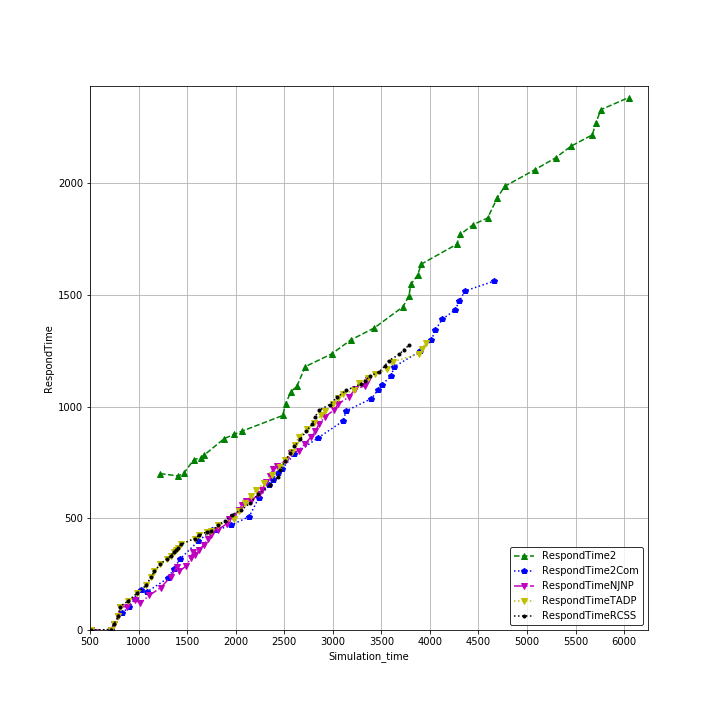 2000
1500
1000
500
0
RespondTime
500 1000 1500 2000 2500 3000 3500 4000 4500 5000 5500 6000
Simulation_time
RespondTime2
RespondTime2Com
RespondTimeNJNP
RespondTimeTADP
RespondTimeRCSS